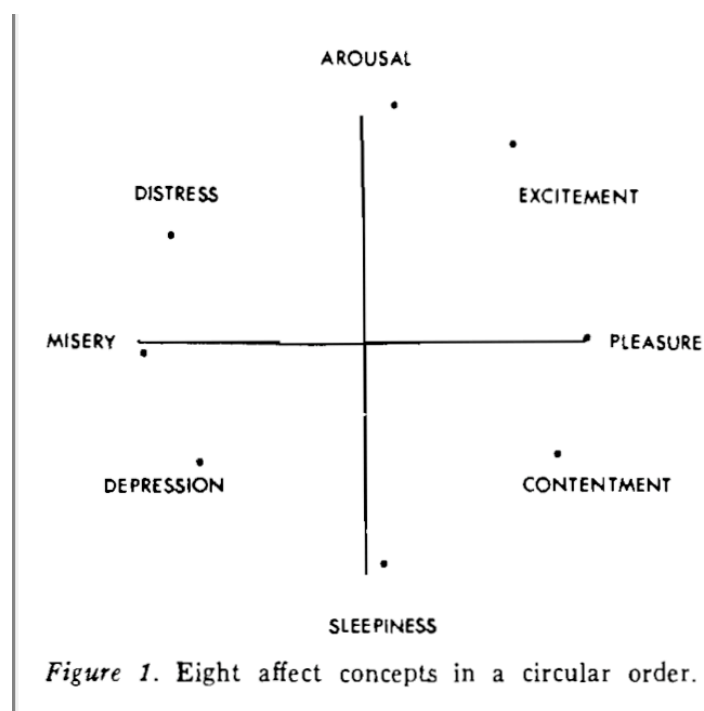 AROUSAL
DISTRESS
EXCITEMENT
MISERY
PLEASURE
DEPRESSION
CONTENTMENT
SLEEPINESS
Figure 1. Eight affect concepts in a circular order.